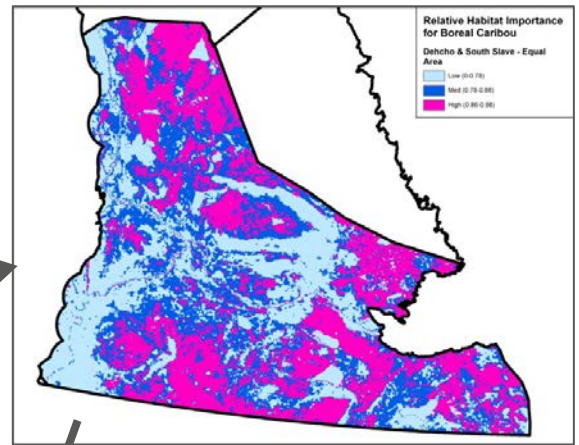 Relative Habitat Importance
for Boreal Caribou
Dehcho & South Slave - Equal
Area
Low (0-0.78)
Med (0.78-0.86)
High (0.86-0.98)